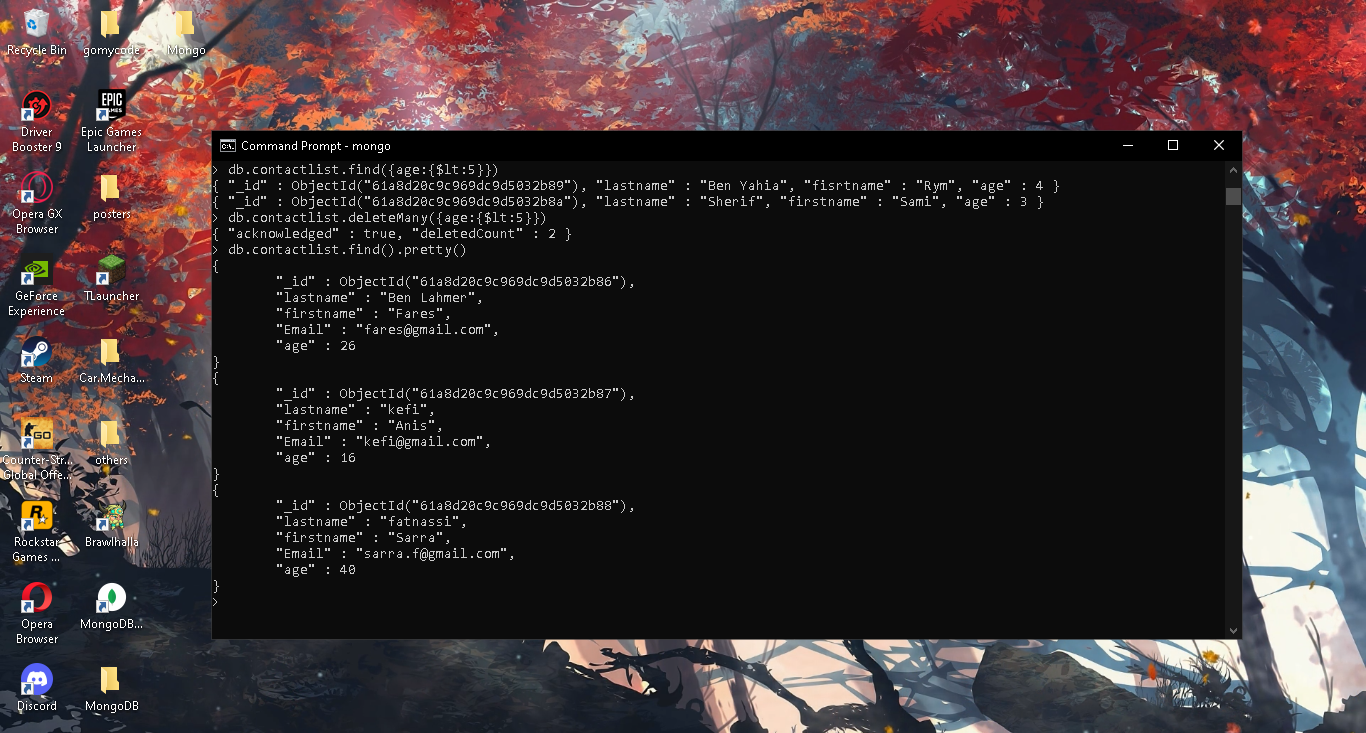 Recycle Bin
gomycode
Mongo
Driver
Booster 9
EPIC
GAMES
Epic Games
Launcher
Opera GX
Browser
posters
GeForce
Experience
TLauncher
Steam
Car.Mecha...
GO
Counter-Str...
Global Offe...
others
R
Rockstar
Games ...
Brawlhalla
Opera
Browser
MongoDB...
Discord
MongoDB
C:\.
Command Prompt - mongo
> db.contactlist.find({age:{$lt:5}})
{ "_id" : ObjectId("61a8d20c9c969dc9d5032b89"), "lastname" : "Ben Yahia", "fisrtname" : "Rym", "age" : 4 }
{ "_id" : ObjectId("61a8d20c9c969dc9d5032b8a"), "lastname" : "Sherif", "firstname" : "Sami", "age" : 3 }
> db.contactlist.deleteMany({age:{$lt:5}})
{ "acknowledged" : true, "deletedCount" : 2 }
> db.contactlist.find().pretty()
{
"_id" : ObjectId("61a8d20c9c969dc9d5032b86"),
"lastname" : "Ben Lahmer",
"firstname" : "Fares",
"Email" : "fares@gmail.com",
"age" : 26
}
{
"_id" : ObjectId("61a8d20c9c969dc9d5032b87"),
"lastname" : "kefi",
"firstname" : "Anis",
"Email" : "kefi@gmail.com",
"age" : 16
}
{
"_id" : ObjectId("61a8d20c9c969dc9d5032b88"),
"lastname" : "fatnassi",
"firstname" : "Sarra",
"Email" : "sarra.f@gmail.com",
"age" : 40
}
>